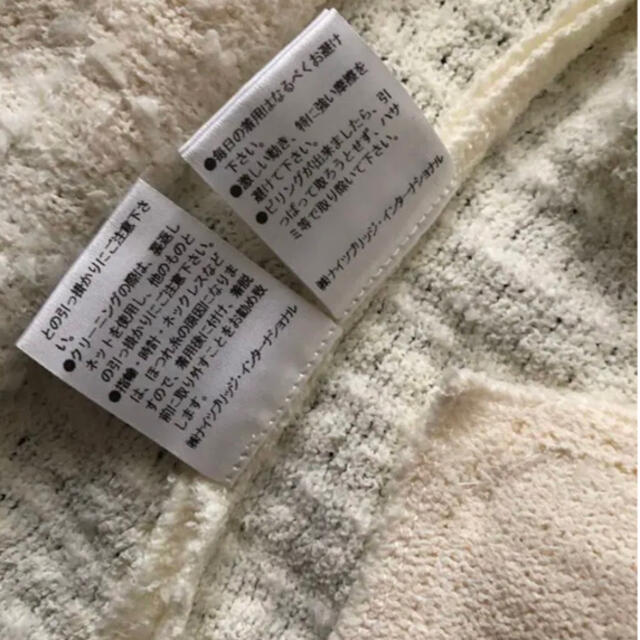 ●毎日の着用はなるべくお避け
下さい。
●激しい動き、特に強い摩擦を
避けて下さい。
●ピリングが出来ましたら、引
っぱって取ろうとせず、ハサ
ミ等で取り除いて下さい。
㈱ナイツブリッジ・インターナショナル
との引っ掛かりにご注意下さ
い。
●クリーニングの際は、裏返し
ネットを使用し、他のものと
の引っ掛かりにご注意下さい。
●指輪、時計、ネックレスなど
は、ほつれ糸の原因になりま
すので、着用後に付け、着脱
前に取り外すことをお勧め致
します。
㈱ナイツブリッジ・インターナショナル